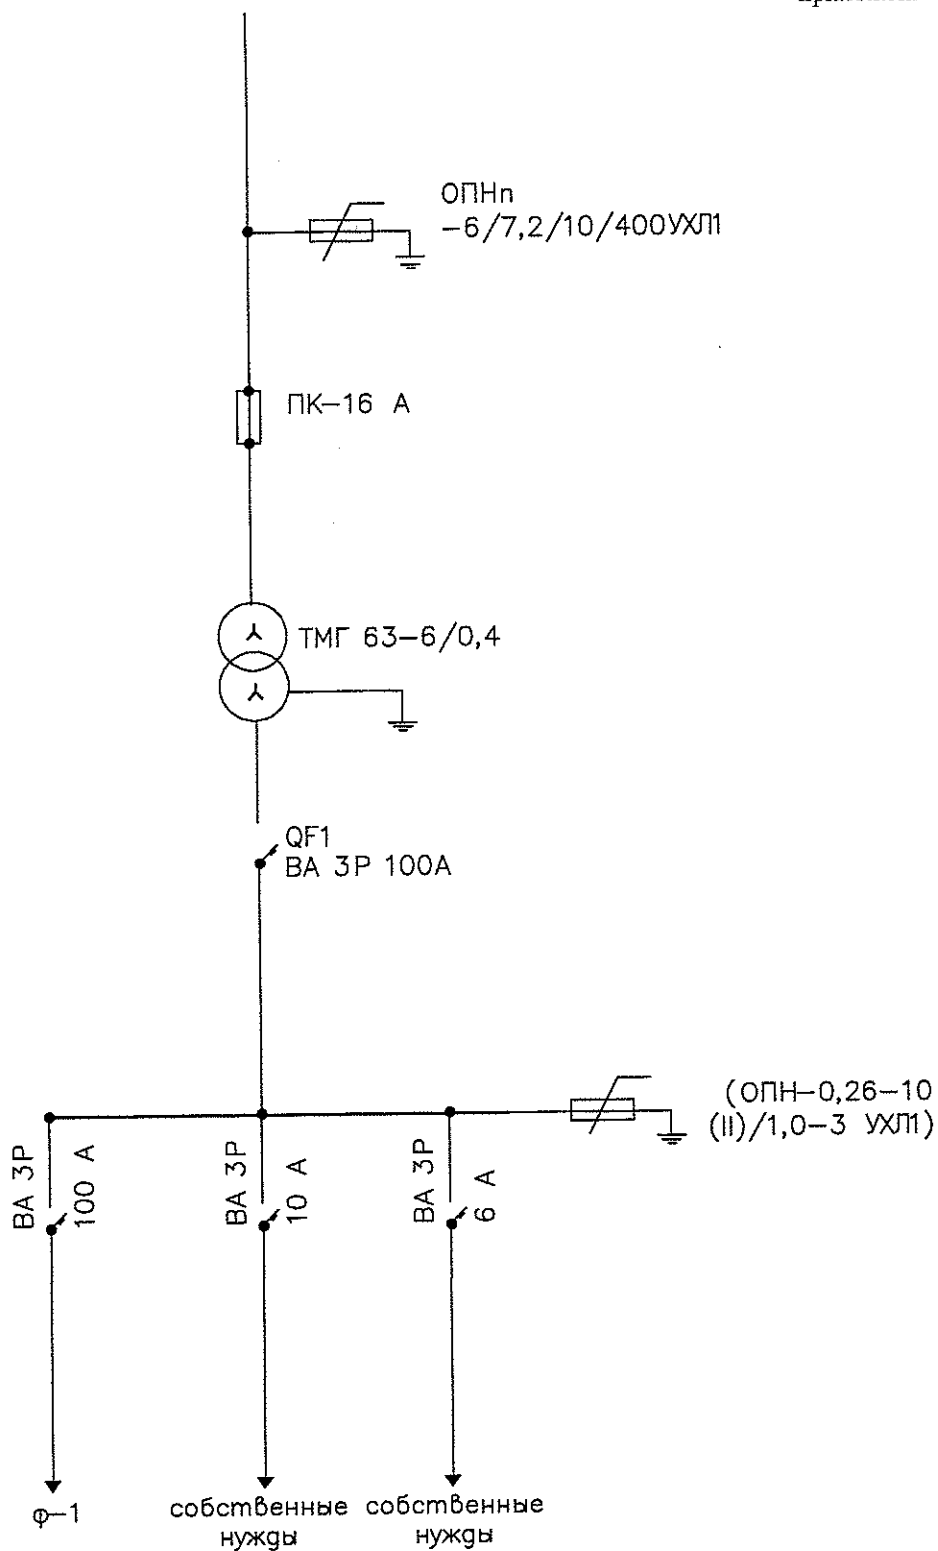 ОПНп
-6/7,2/10/400УХЛ1
ПК-16 А
ТМГ 63-6/0,4
QF1
ВА 3Р 100А
(ОПН-0,26-10
(II)/1,0-3 УХЛ1)
ВА 3Р
100 А
ВА 3Р
10 А
ВА 3Р
6 А
ф-1
собственные
нужды
собственные
нужды